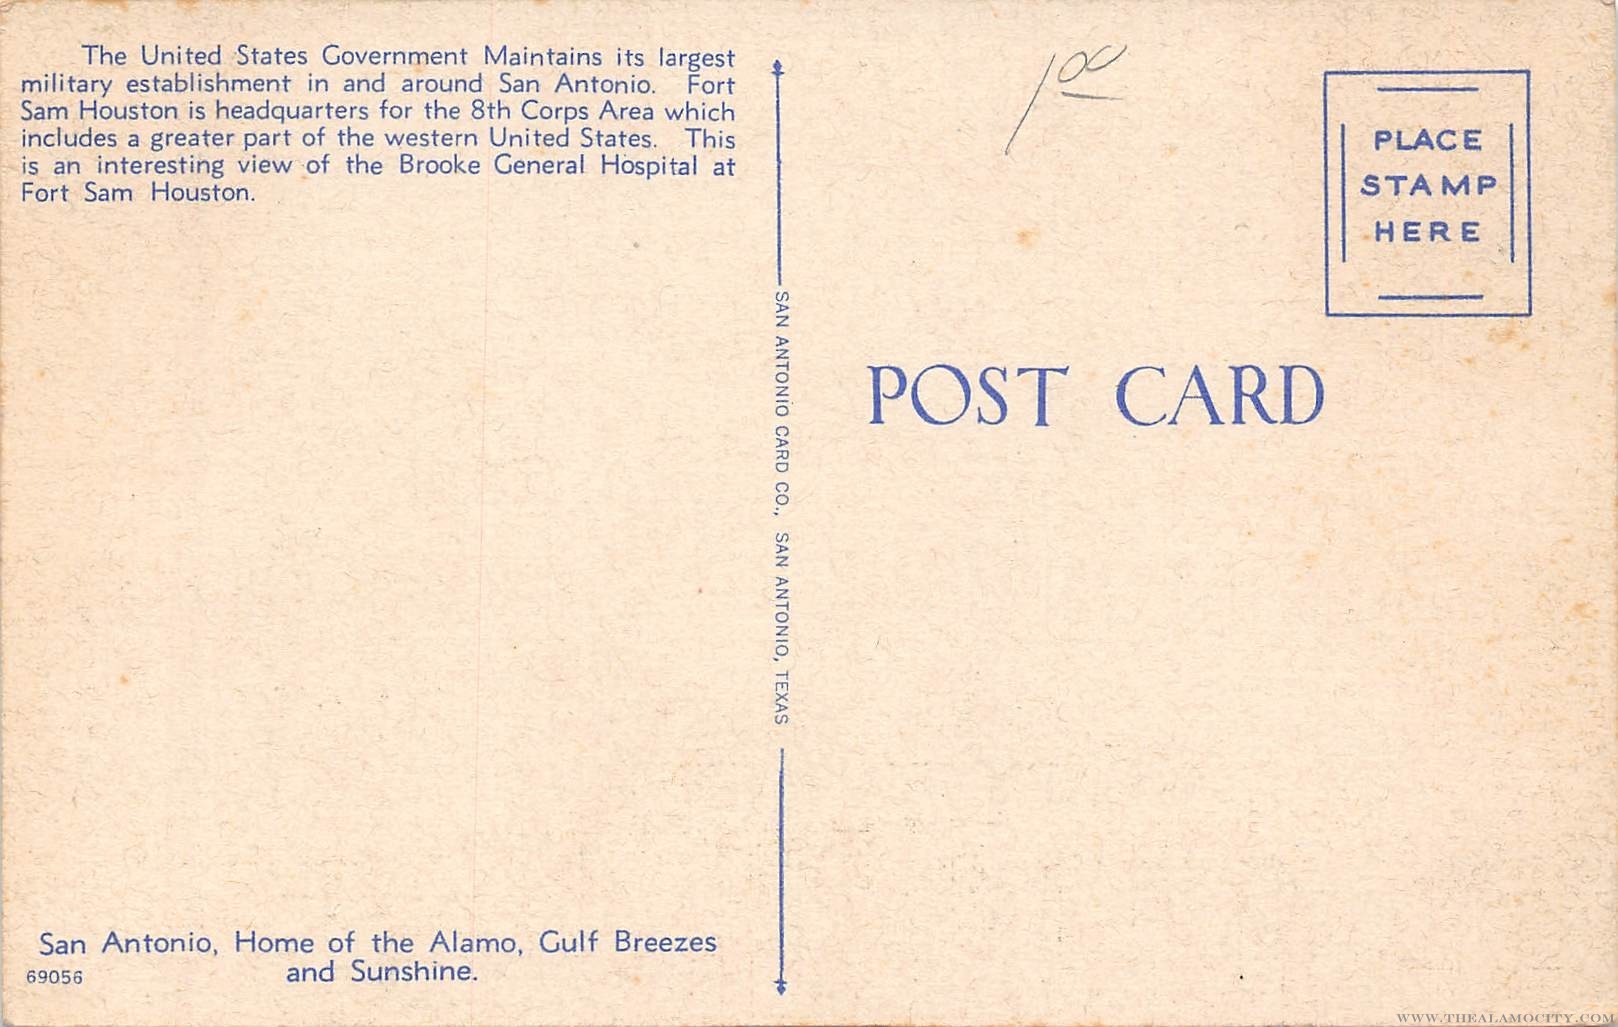 The United States Government Maintains its largest
military establishment in and around San Antonio. Fort
Sam Houston is headquarters for the 8th Corps Area which
includes a greater part of the western United States. This
is an interesting view of the Brooke General Hospital at
Fort Sam Houston.
San Antonio, Home of the Alamo, Gulf Breezes
and Sunshine.
69056
SAN ANTONIO CARD CO., SAN ANTONIO, TEXAS
100
PLACE
STAMP
HERE
POST CARD
WWW.THEALAMOCITY.COM